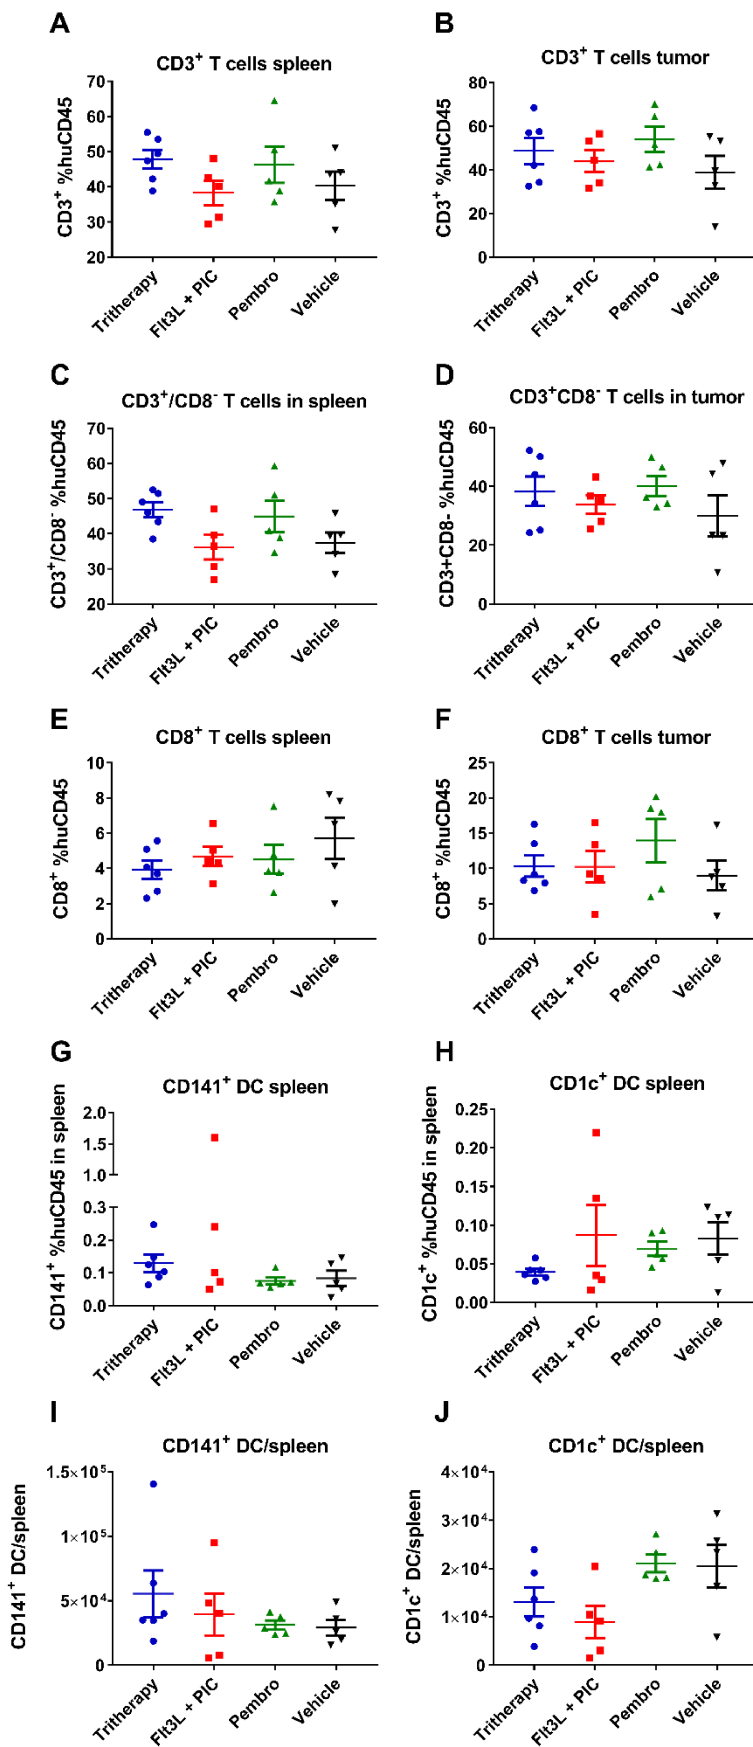 A
CD3⁺ T cells spleen
CD3⁺ %huCD45
70
60
50
40
30
20
Tritherapy
Flt3L + PIC
Pembro
Vehicle
B
CD3⁺ T cells tumor
CD3⁺ %huCD45
80
60
40
20
0
Tritherapy
Flt3L + PIC
Pembro
Vehicle
C
CD3⁺/CD8⁻ T cells in spleen
CD3⁺/CD8⁻ %huCD45
70
60
50
40
30
20
Tritherapy
Flt3L + PIC
Pembro
Vehicle
D
CD3⁺CD8⁻ T cells in tumor
CD3+CD8- %huCD45
60
40
20
0
Tritherapy
Flt3L + PIC
Pembro
Vehicle
E
CD8⁺ T cells spleen
CD8⁺ %huCD45
10
8
6
4
2
0
Tritherapy
Flt3L + PIC
Pembro
Vehicle
F
CD8⁺ T cells tumor
CD8⁺ %huCD45
25
20
15
10
5
0
Tritherapy
Flt3L + PIC
Pembro
Vehicle
G
CD141⁺ DC spleen
CD141⁺ %huCD45 in spleen
2.0
1.5
1.0
0.3
0.2
0.1
0.0
Tritherapy
Flt3L + PIC
Pembro
Vehicle
H
CD1c⁺ DC spleen
CD1c⁺ %huCD45 in spleen
0.25
0.20
0.15
0.10
0.05
0.00
Tritherapy
Flt3L + PIC
Pembro
Vehicle
I
CD141⁺ DC/spleen
CD141⁺ DC/spleen
1.5×10⁵
1×10⁵
5×10⁴
0
Tritherapy
Flt3L + PIC
Pembro
Vehicle
J
CD1c⁺ DC/spleen
CD1c⁺ DC/spleen
4×10⁴
3×10⁴
2×10⁴
1×10⁴
0
Tritherapy
Flt3L + PIC
Pembro
Vehicle